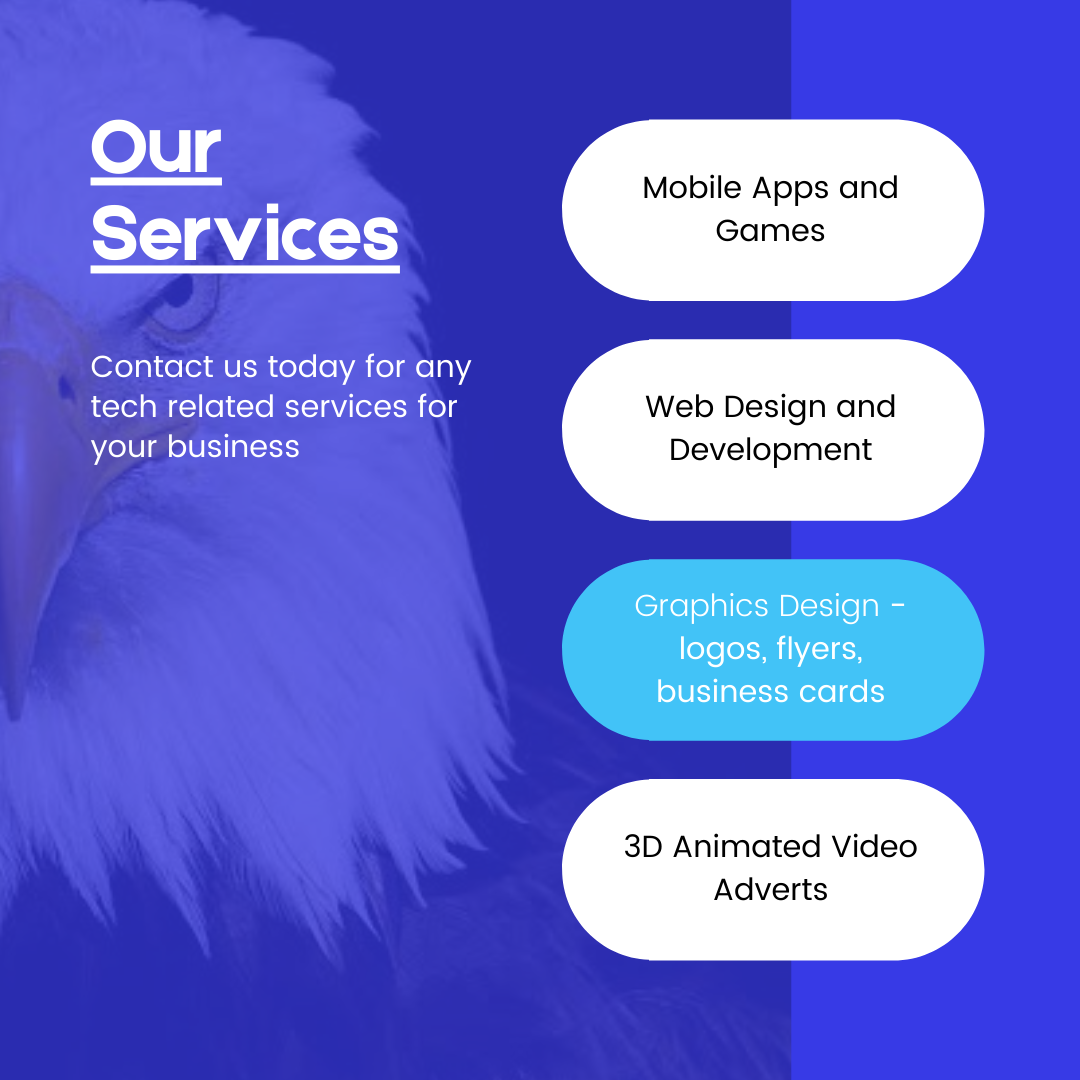 Our
Services
Contact us today for any
tech related services for
your business
Mobile Apps and
Games
Web Design and
Development
Graphics Design -
logos, flyers,
business cards
3D Animated Video
Adverts